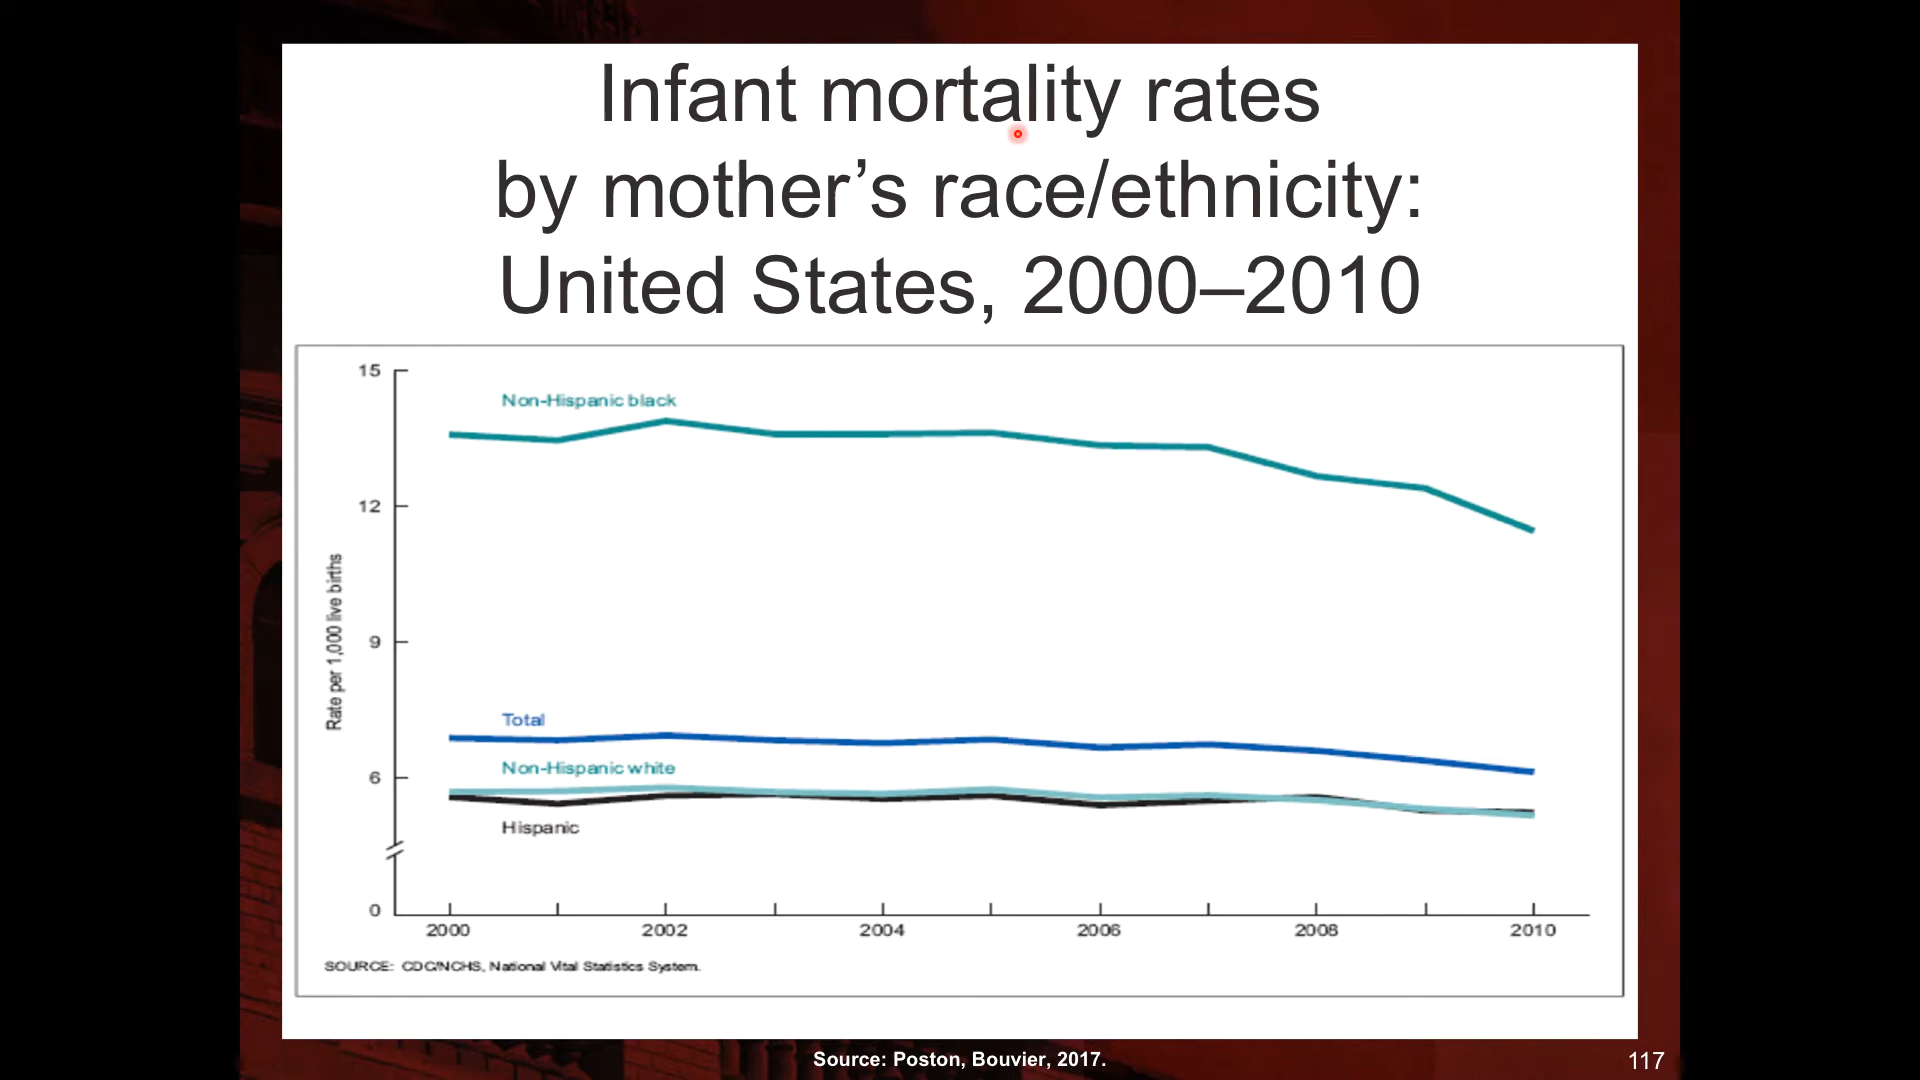 Infant mortality rates
by mother’s race/ethnicity:
United States, 2000–2010
15
Non-Hispanic black
12
Rate per 1,000 live births
9
Total
Non-Hispanic white
6
Hispanic
0
2000 2002 2004 2006 2008 2010
SOURCE: CDC/NCHS, National Vital Statistics System.
Source: Poston, Bouvier, 2017.
117